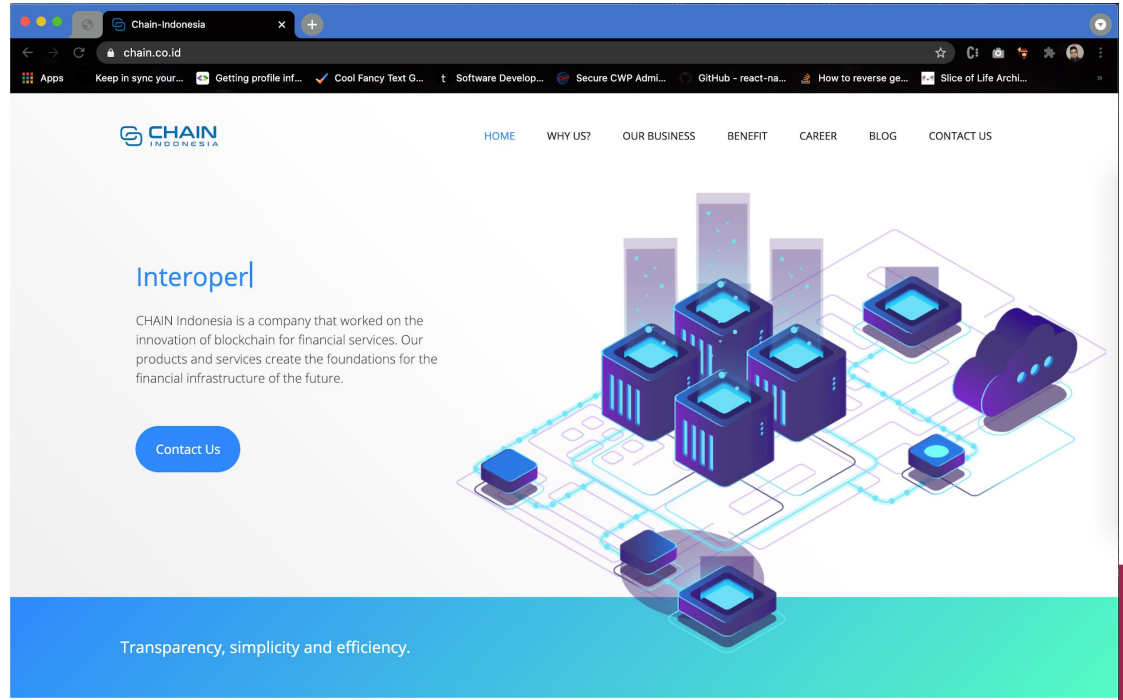 Chain-Indonesia
chain.co.id
Apps Keep in sync your... Getting profile inf... Cool Fancy Text G... t Software Develop... Secure CWP Admi... GitHub - react-na... How to reverse ge... Slice of Life Archi... »
CHAIN
INDONESIA
HOME WHY US? OUR BUSINESS BENEFIT CAREER BLOG CONTACT US
Interoper
CHAIN Indonesia is a company that worked on the
innovation of blockchain for financial services. Our
products and services create the foundations for the
financial infrastructure of the future.
Contact Us
Transparency, simplicity and efficiency.